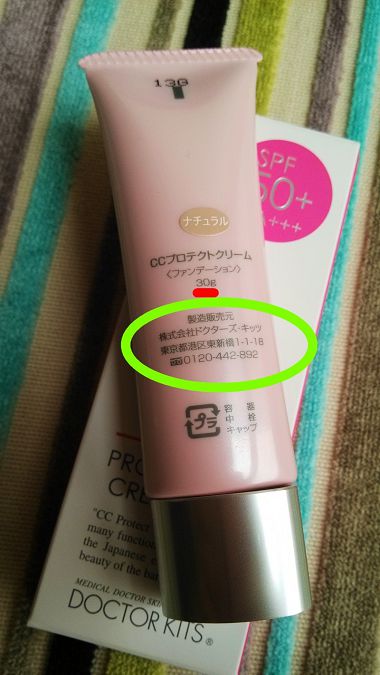 13G
ナチュラル
CCプロテクトクリーム
〈ファンデーション〉
30g
製造販売元
株式会社ドクターズ・キッツ
東京都港区東新橋1-1-18
0120-442-892
プラ
容器
中栓
キャップ
SPF
50+
+++
PRO
CRE
"CC Protect
many function
the Japanese
beauty of the
MEDICAL DOCTOR SKIN
DOCTOR KITS®